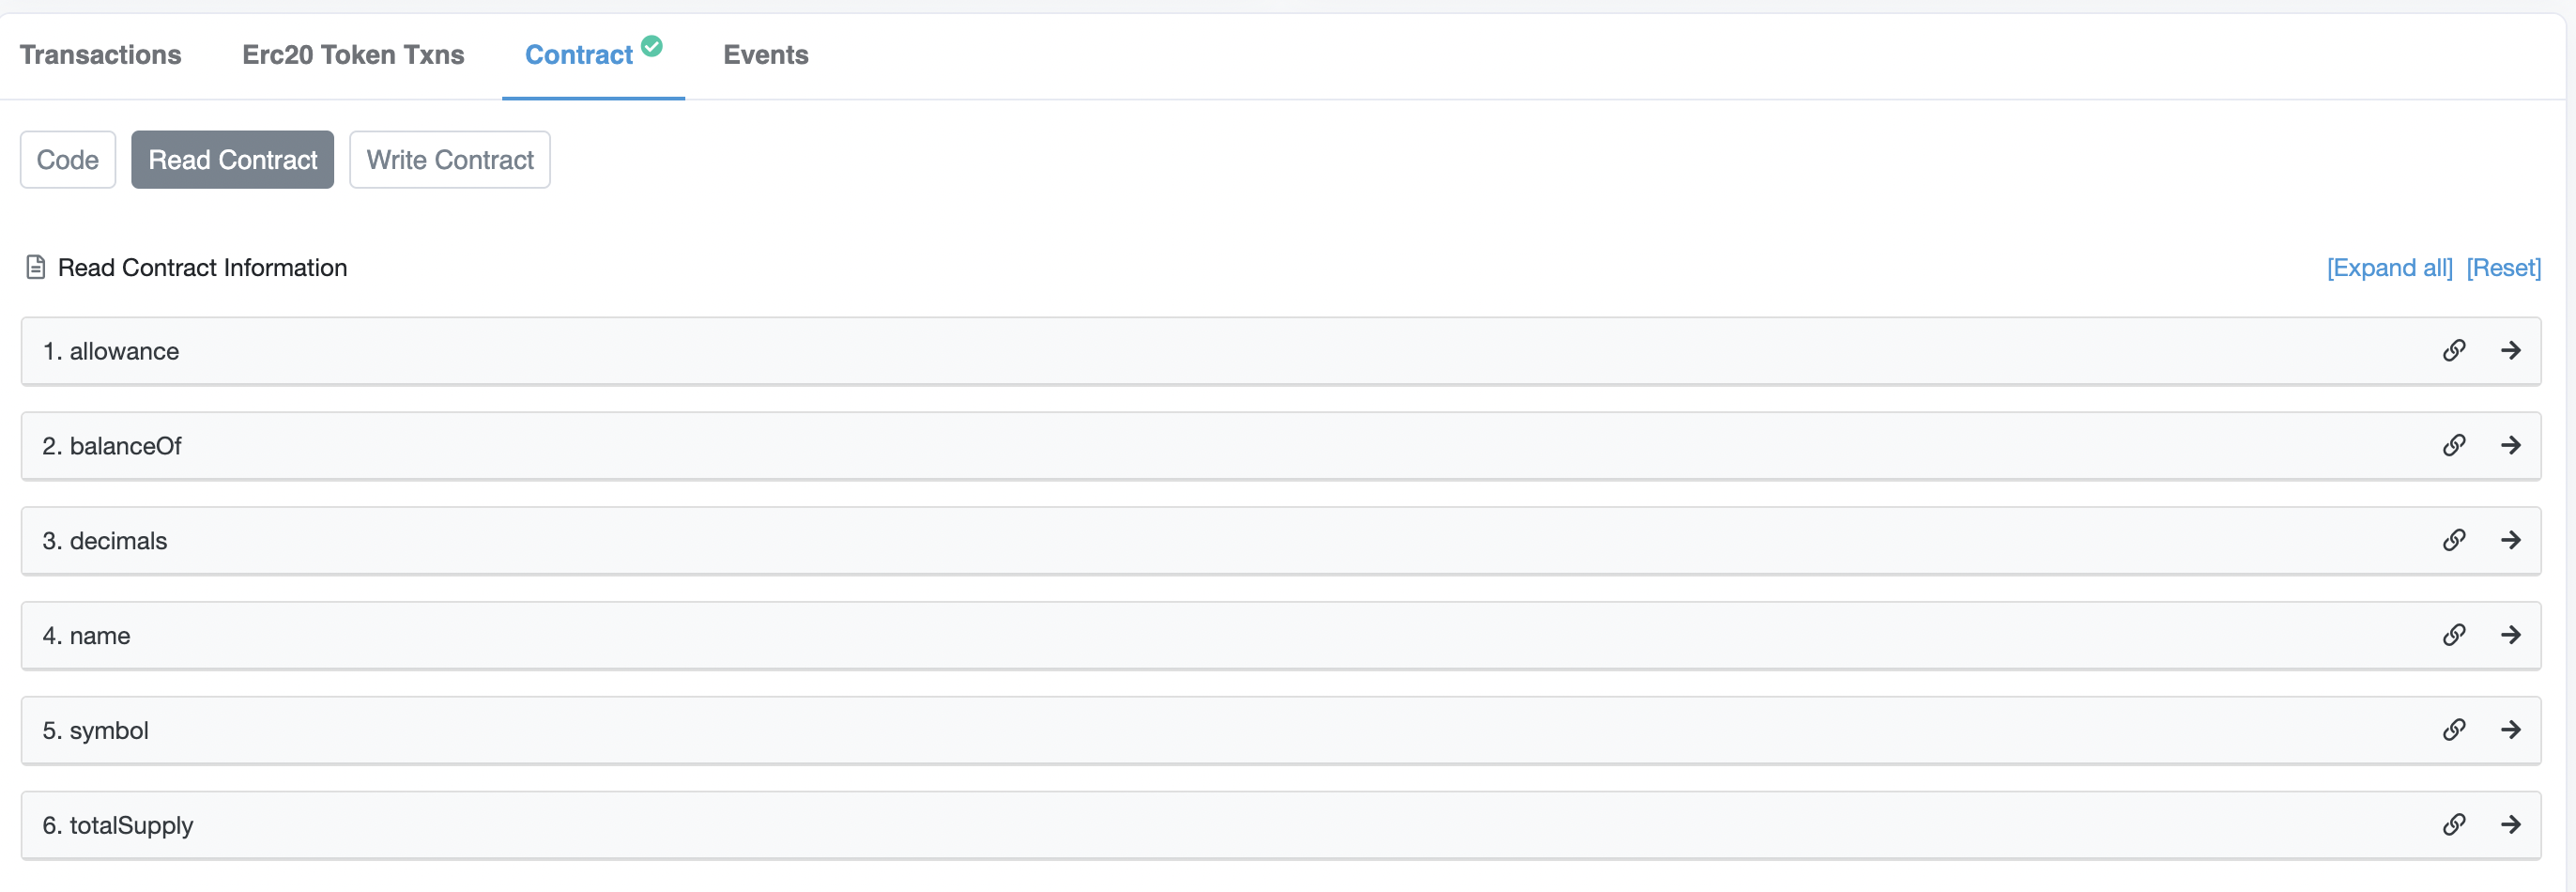 Transactions Erc20 Token Txns Contract Events
Code Read Contract Write Contract
Read Contract Information [Expand all] [Reset]
1. allowance
2. balanceOf
3. decimals
4. name
5. symbol
6. totalSupply